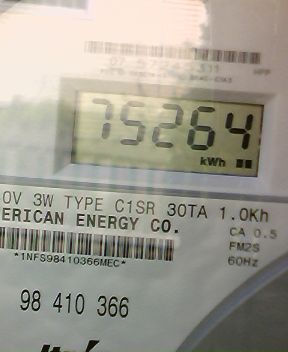 75264
kWh
0V 3W TYPE C1SR 30TA 1.0Kh
ERICAN ENERGY CO.
CA 0.5
FM2S
*1NFS98410366MEC*
60Hz
98 410 366